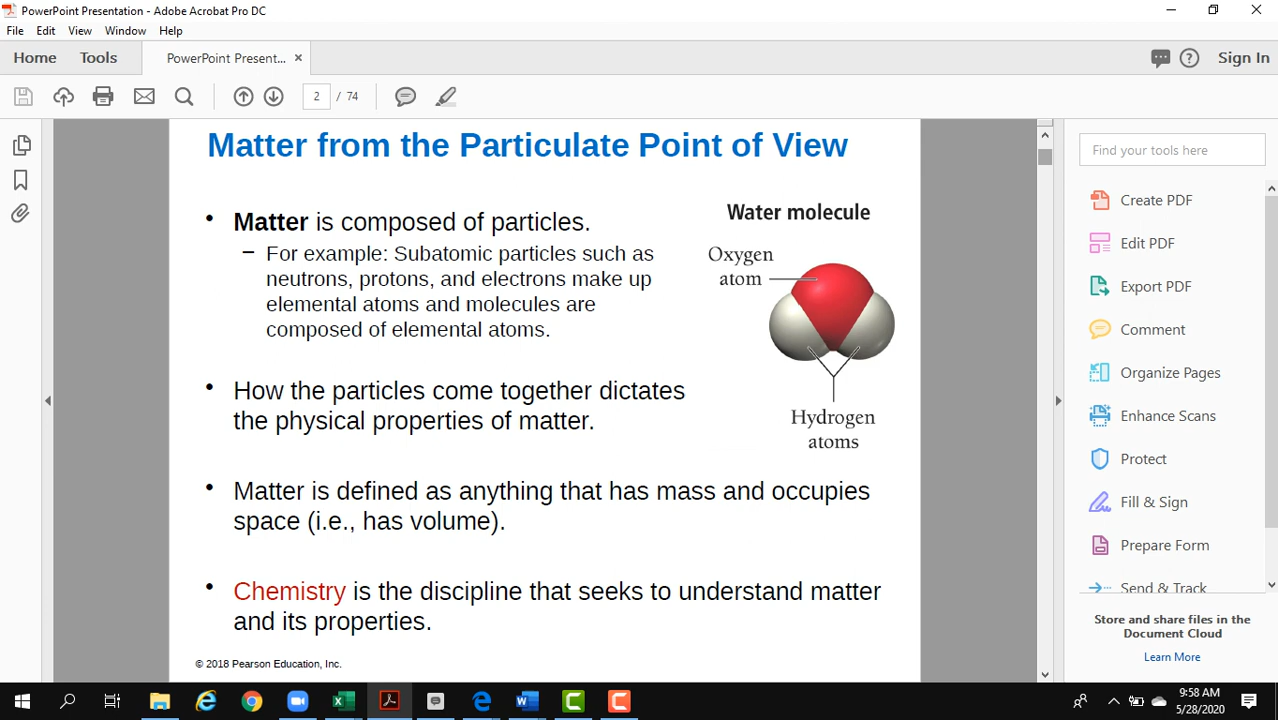 PowerPoint Presentation - Adobe Acrobat Pro DC
File Edit View Window Help
Home Tools PowerPoint Present... × Sign In
2 / 74
Matter from the Particulate Point of View
• Matter is composed of particles.
– For example: Subatomic particles such as
neutrons, protons, and electrons make up
elemental atoms and molecules are
composed of elemental atoms.
• How the particles come together dictates
the physical properties of matter.
• Matter is defined as anything that has mass and occupies
space (i.e., has volume).
• Chemistry is the discipline that seeks to understand matter
and its properties.
© 2018 Pearson Education, Inc.
Water molecule
Oxygen
atom
Hydrogen
atoms
Find your tools here
Create PDF
Edit PDF
Export PDF
Comment
Organize Pages
Enhance Scans
Protect
Fill & Sign
Prepare Form
Send & Track
Store and share files in the
Document Cloud
Learn More
9:58 AM
5/28/2020